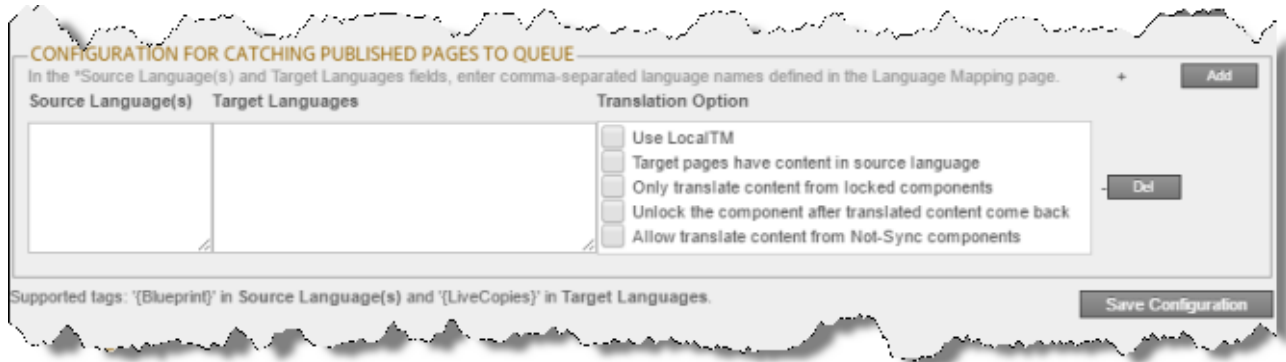 CONFIGURATION FOR CATCHING PUBLISHED PAGES TO QUEUE
In the *Source Language(s) and Target Languages fields, enter comma-separated language names defined in the Language Mapping page. + Add
Source Language(s) Target Languages Translation Option
Use LocalTM
Target pages have content in source language
Only translate content from locked components
- Del
Unlock the component after translated content come back
Allow translate content from Not-Sync components
Supported tags: '{Blueprint}' in Source Language(s) and '{LiveCopies}' in Target Languages.
Save Configuration